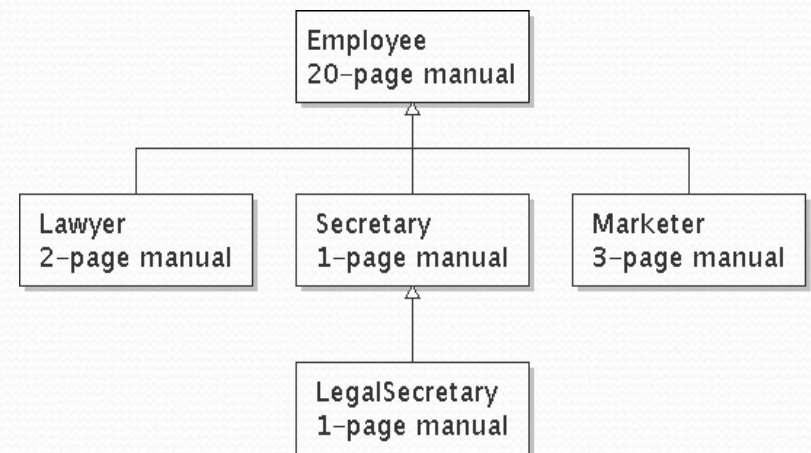 Employee
20-page manual
Lawyer
2-page manual
Secretary
1-page manual
Marketer
3-page manual
LegalSecretary
1-page manual